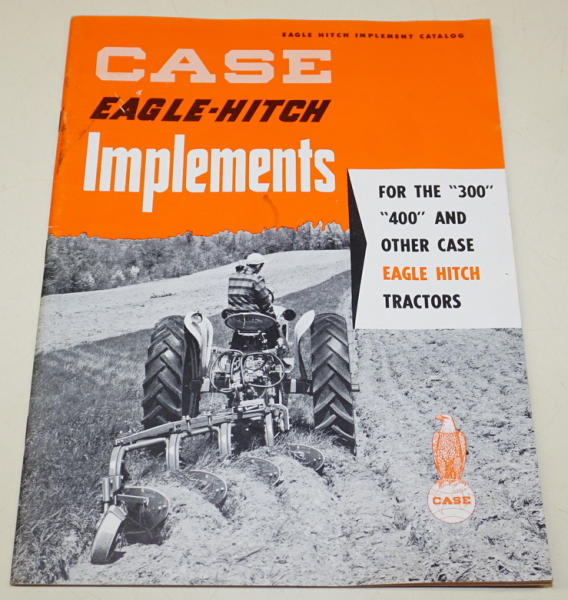 EAGLE HITCH IMPLEMENT CATALOG
CASE
EAGLE-HITCH
Implements
FOR THE "300"
"400" AND
OTHER CASE
EAGLE HITCH
TRACTORS
CASE